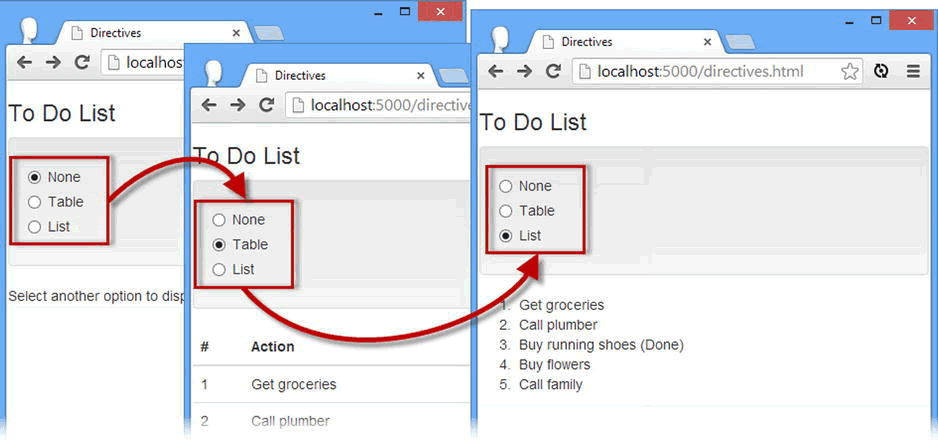 Directives
localhost
To Do List
None
Table
List
Select another option to disp
Directives
localhost:5000/directive
To Do List
None
Table
List
# Action
1 Get groceries
2 Call plumber
Directives
localhost:5000/directives.html
To Do List
None
Table
List
1. Get groceries
2. Call plumber
3. Buy running shoes (Done)
4. Buy flowers
5. Call family